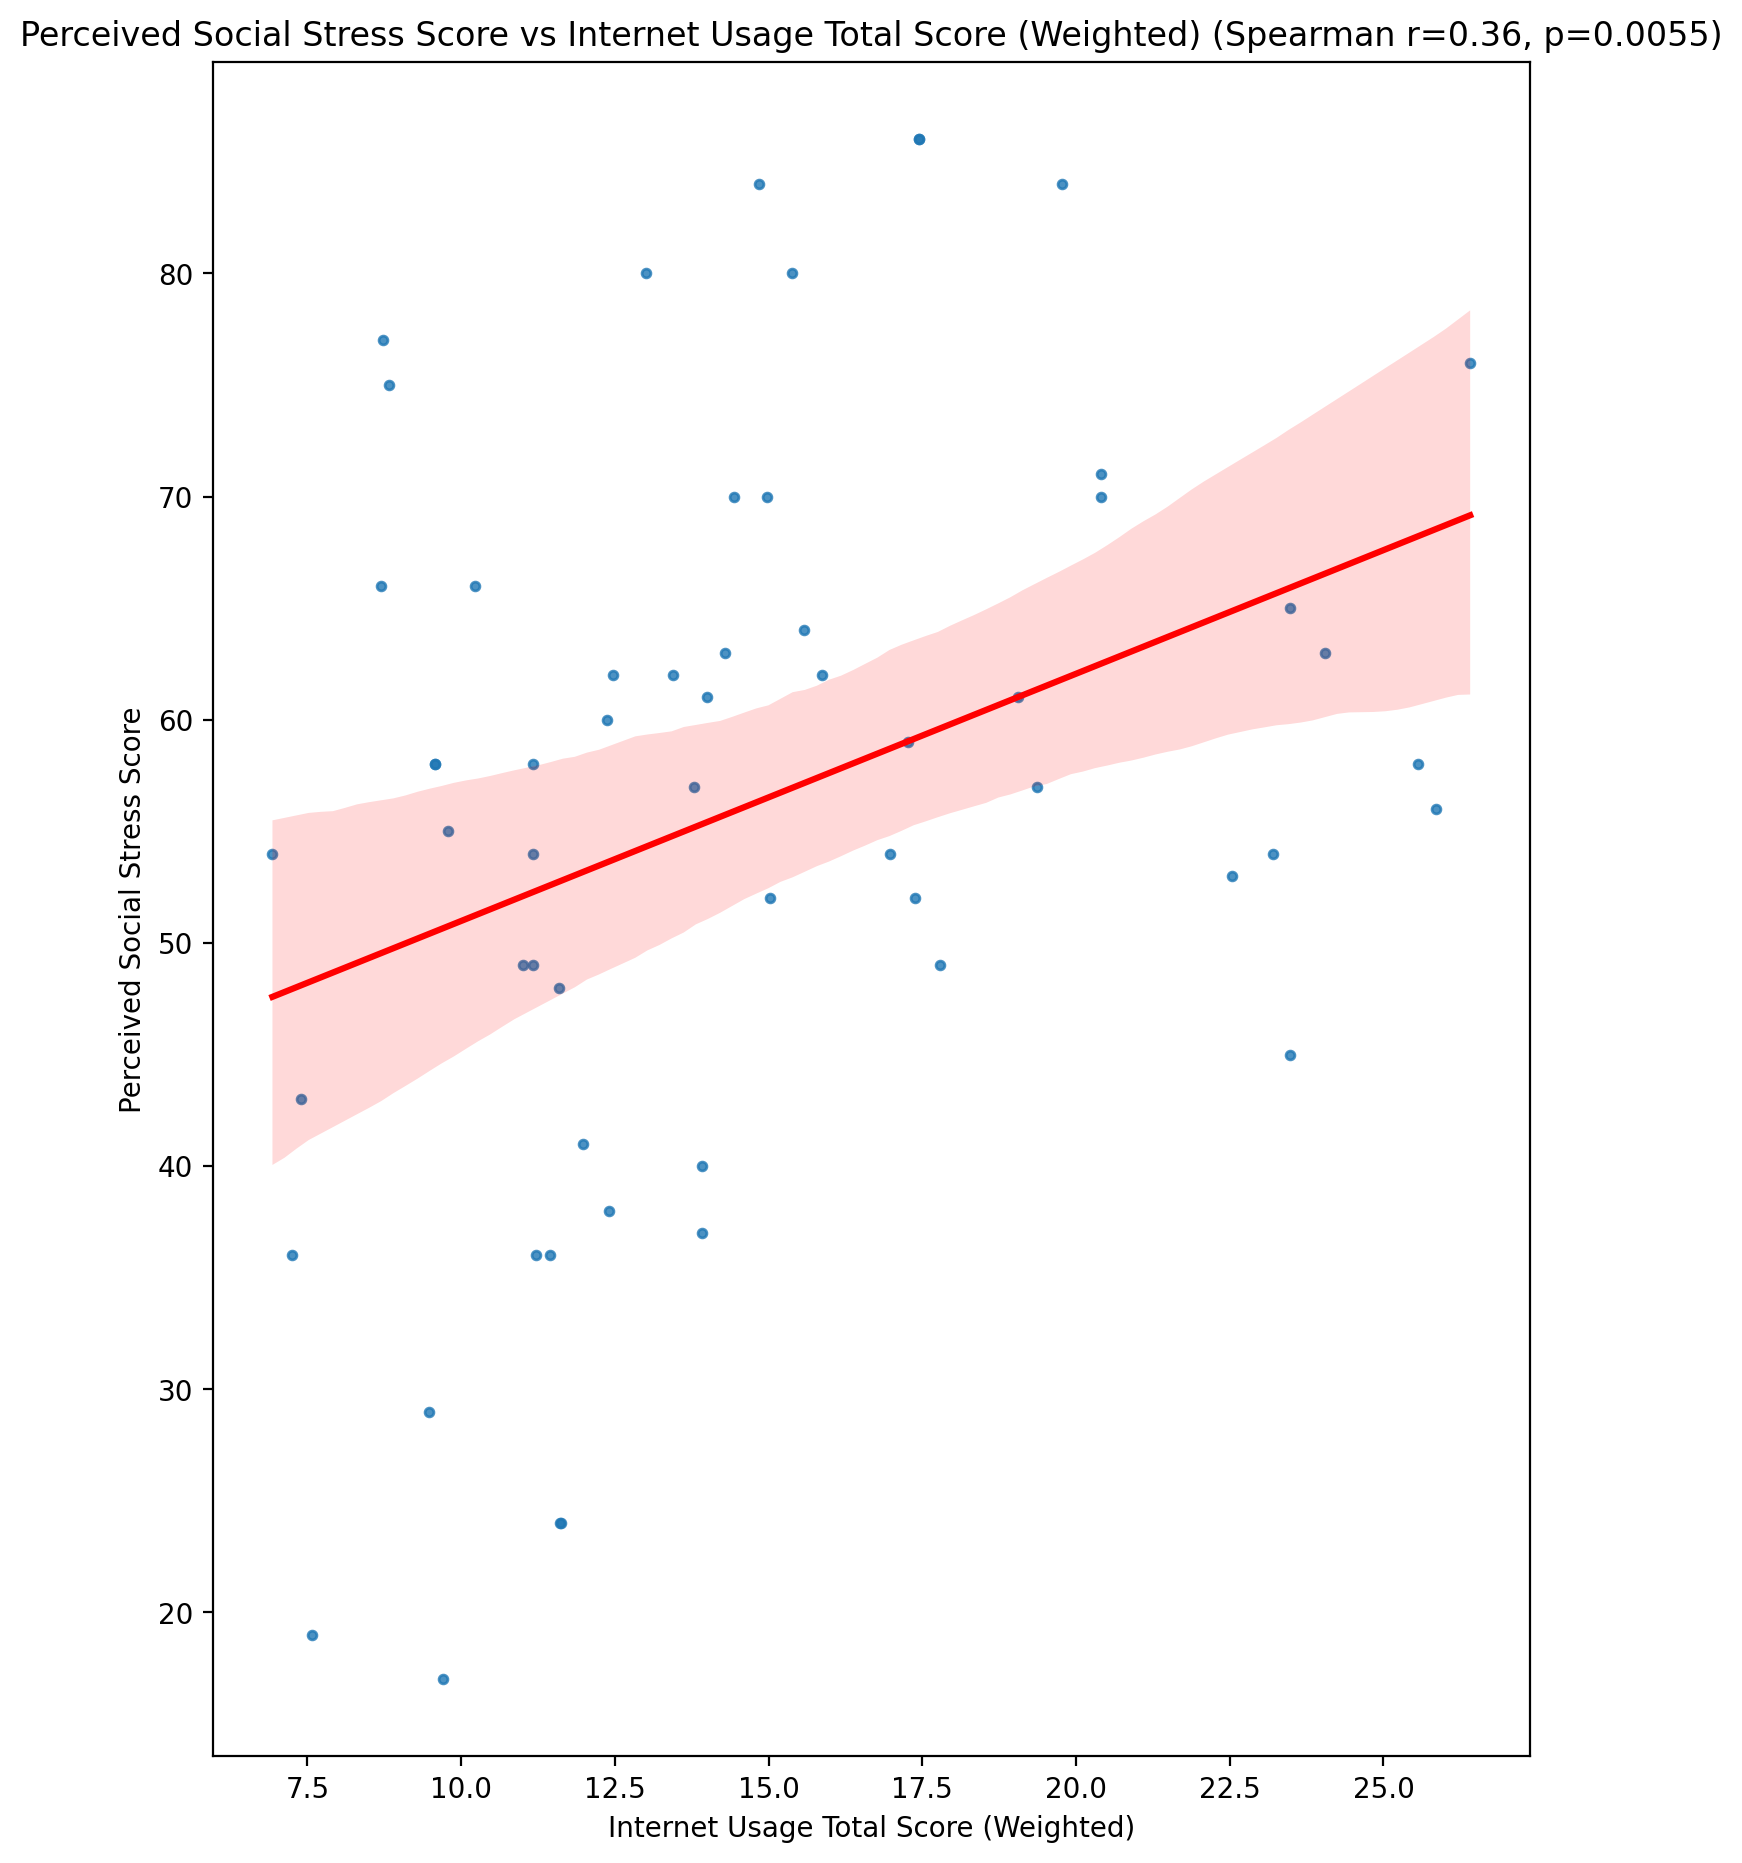 Perceived Social Stress Score vs Internet Usage Total Score (Weighted) (Spearman r=0.36, p=0.0055)
Perceived Social Stress Score
80
70
60
50
40
30
20
7.5 10.0 12.5 15.0 17.5 20.0 22.5 25.0
Internet Usage Total Score (Weighted)